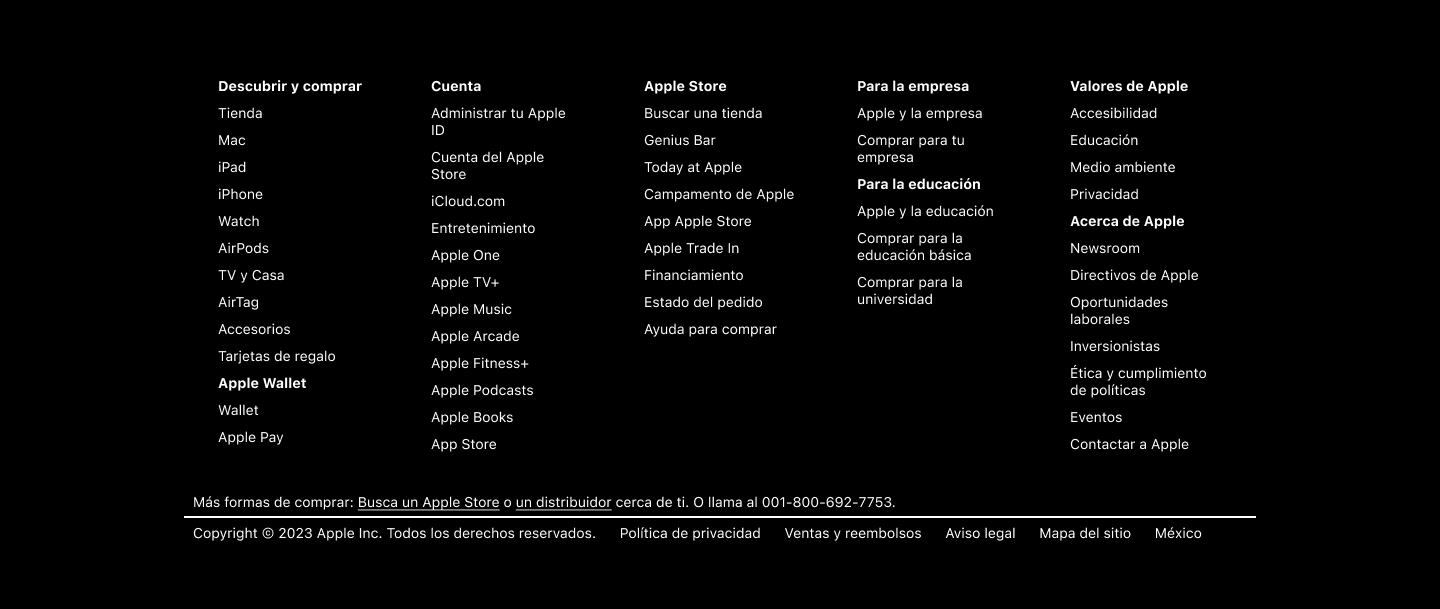 Descubrir y comprar
Tienda
Mac
iPad
iPhone
Watch
AirPods
TV y Casa
AirTag
Accesorios
Tarjetas de regalo
Apple Wallet
Wallet
Apple Pay
Cuenta
Administrar tu Apple
ID
Cuenta del Apple
Store
iCloud.com
Entretenimiento
Apple One
Apple TV+
Apple Music
Apple Arcade
Apple Fitness+
Apple Podcasts
Apple Books
App Store
Apple Store
Buscar una tienda
Genius Bar
Today at Apple
Campamento de Apple
App Apple Store
Apple Trade In
Financiamiento
Estado del pedido
Ayuda para comprar
Para la empresa
Apple y la empresa
Comprar para tu
empresa
Para la educación
Apple y la educación
Comprar para la
educación básica
Comprar para la
universidad
Valores de Apple
Accesibilidad
Educación
Medio ambiente
Privacidad
Acerca de Apple
Newsroom
Directivos de Apple
Oportunidades
laborales
Inversionistas
Ética y cumplimiento
de políticas
Eventos
Contactar a Apple
Más formas de comprar: Busca un Apple Store o un distribuidor cerca de ti. O llama al 001-800-692-7753.
Copyright © 2023 Apple Inc. Todos los derechos reservados. Política de privacidad Ventas y reembolsos Aviso legal Mapa del sitio México